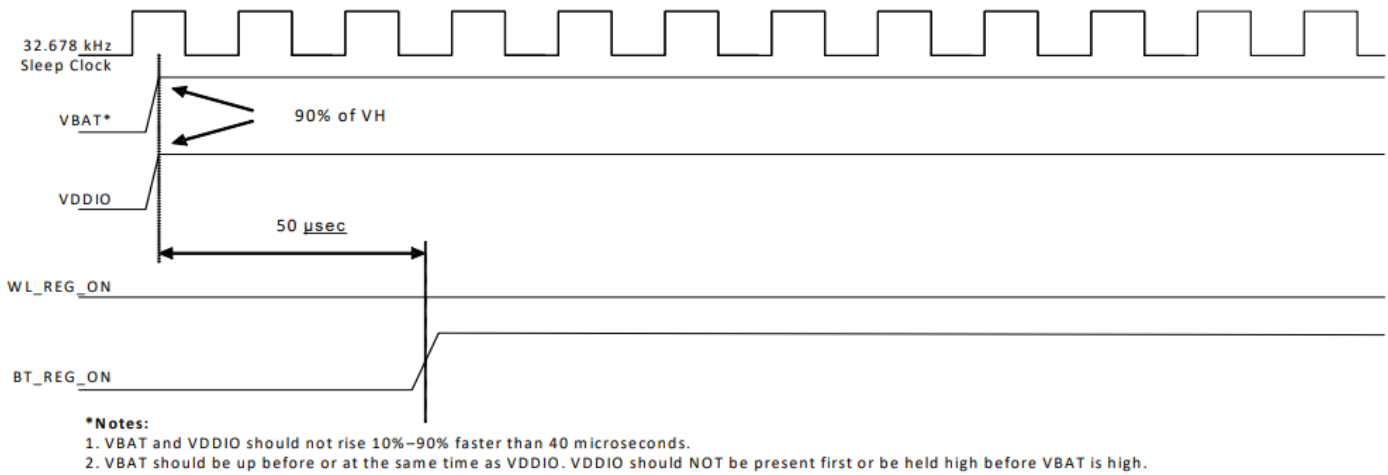 32.678 kHz
Sleep Clock
VBAT*
90% of VH
VDDIO
50 µsec
WL_REG_ON
BT_REG_ON
*Notes:
1. VBAT and VDDIO should not rise 10%–90% faster than 40 microseconds.
2. VBAT should be up before or at the same time as VDDIO. VDDIO should NOT be present first or be held high before VBAT is high.